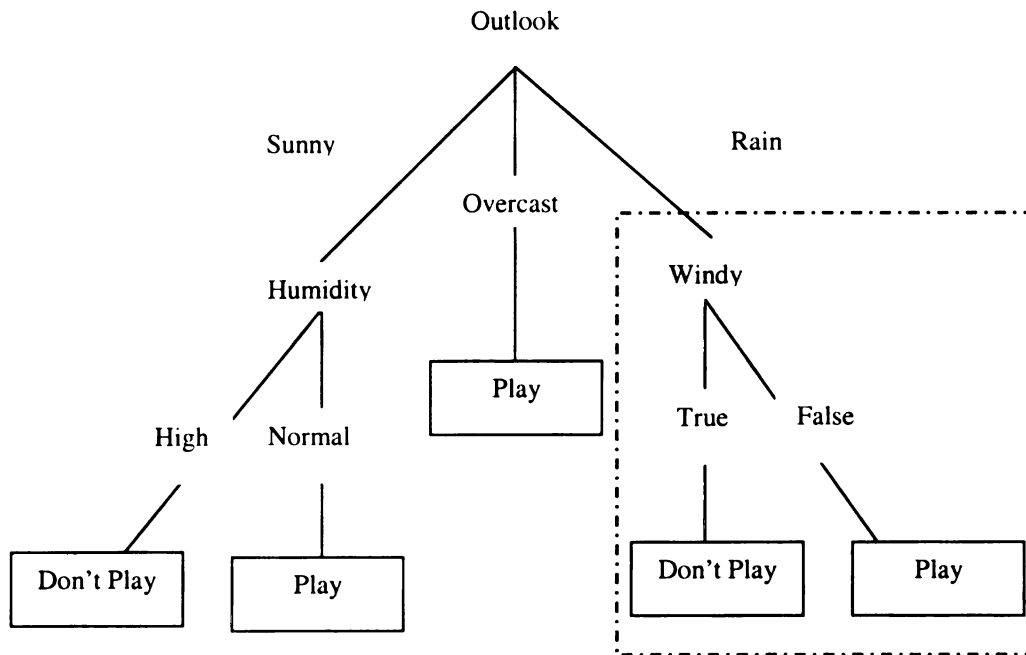 Outlook
Sunny
Rain
Overcast
Humidity
Windy
Play
High
Normal
True
False
Don't Play
Play
Don't Play
Play